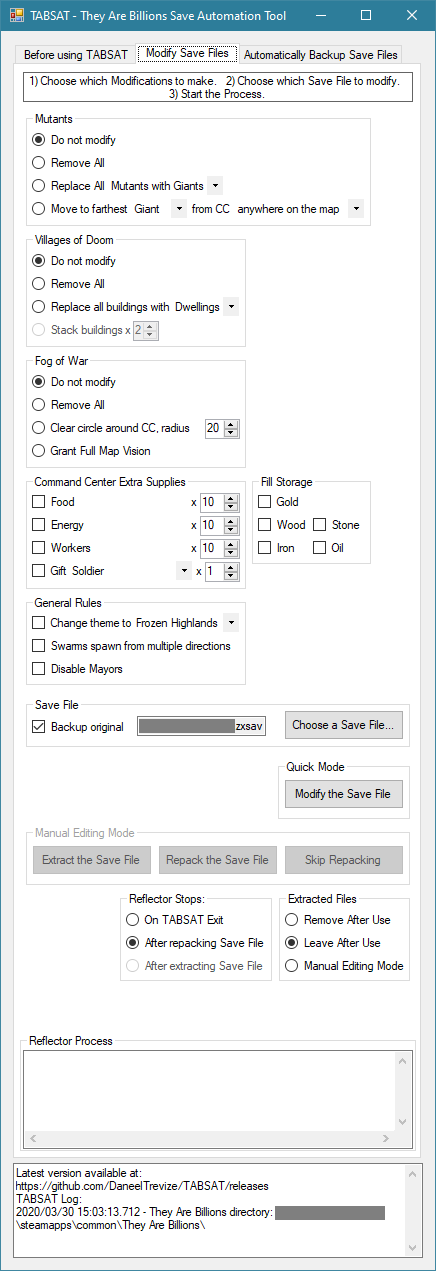 TABSAT - They Are Billions Save Automation Tool
Before using TABSAT Modify Save Files Automatically Backup Save Files
1) Choose which Modifications to make. 2) Choose which Save File to modify.
3) Start the Process.
Mutants
Do not modify
Remove All
Replace All Mutants with Giants
Move to farthest Giant from CC anywhere on the map
Villages of Doom
Do not modify
Remove All
Replace all buildings with Dwellings
Stack buildings x 2
Fog of War
Do not modify
Remove All
Clear circle around CC, radius 20
Grant Full Map Vision
Command Center Extra Supplies
Food x 10
Energy x 10
Workers x 10
Gift Soldier x 1
Fill Storage
Gold
Wood Stone
Iron Oil
General Rules
Change theme to Frozen Highlands
Swarms spawn from multiple directions
Disable Mayors
Save File
Backup original zxsav Choose a Save File...
Quick Mode
Modify the Save File
Manual Editing Mode
Extract the Save File Repack the Save File Skip Repacking
Reflector Stops:
On TABSAT Exit
After repacking Save File
After extracting Save File
Extracted Files
Remove After Use
Leave After Use
Manual Editing Mode
Reflector Process
Latest version available at:
https://github.com/DaneelTrevize/TABSAT/releases
TABSAT Log:
2020/03/30 15:03:13.712 - They Are Billions directory:
\steamapps\common\They Are Billions\